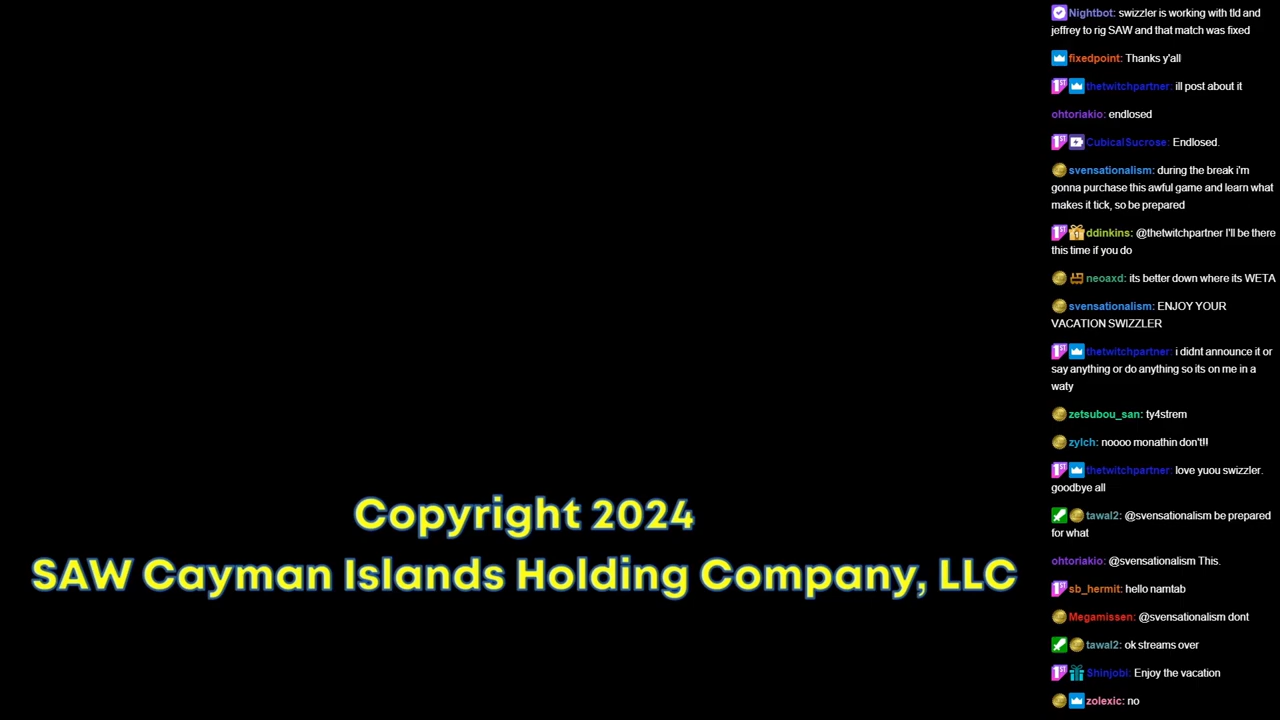 Copyright 2024
SAW Cayman Islands Holding Company, LLC
Nightbot: swizzler is working with tld and
jeffrey to rig SAW and that match was fixed
fixedpoint: Thanks y'all
thetwitchpartner: ill post about it
ohtoriakio: endlosed
CubicalSucrose: Endlosed.
svensationalism: during the break i'm
gonna purchase this awful game and learn what
makes it tick, so be prepared
ddinkins: @thetwitchpartner I'll be there
this time if you do
neoaxd: its better down where its WETA
svensationalism: ENJOY YOUR
VACATION SWIZZLER
thetwitchpartner: i didnt announce it or
say anything or do anything so its on me in a
waty
zetsubou_san: ty4strem
zylch: noooo monathin don't!!
thetwitchpartner: love yuou swizzler.
goodbye all
tawal2: @svensationalism be prepared
for what
ohtoriakio: @svensationalism This.
sb_hermit: hello namtab
Megamissen: @svensationalism dont
tawal2: ok streams over
Shinjobi: Enjoy the vacation
zolexic: no